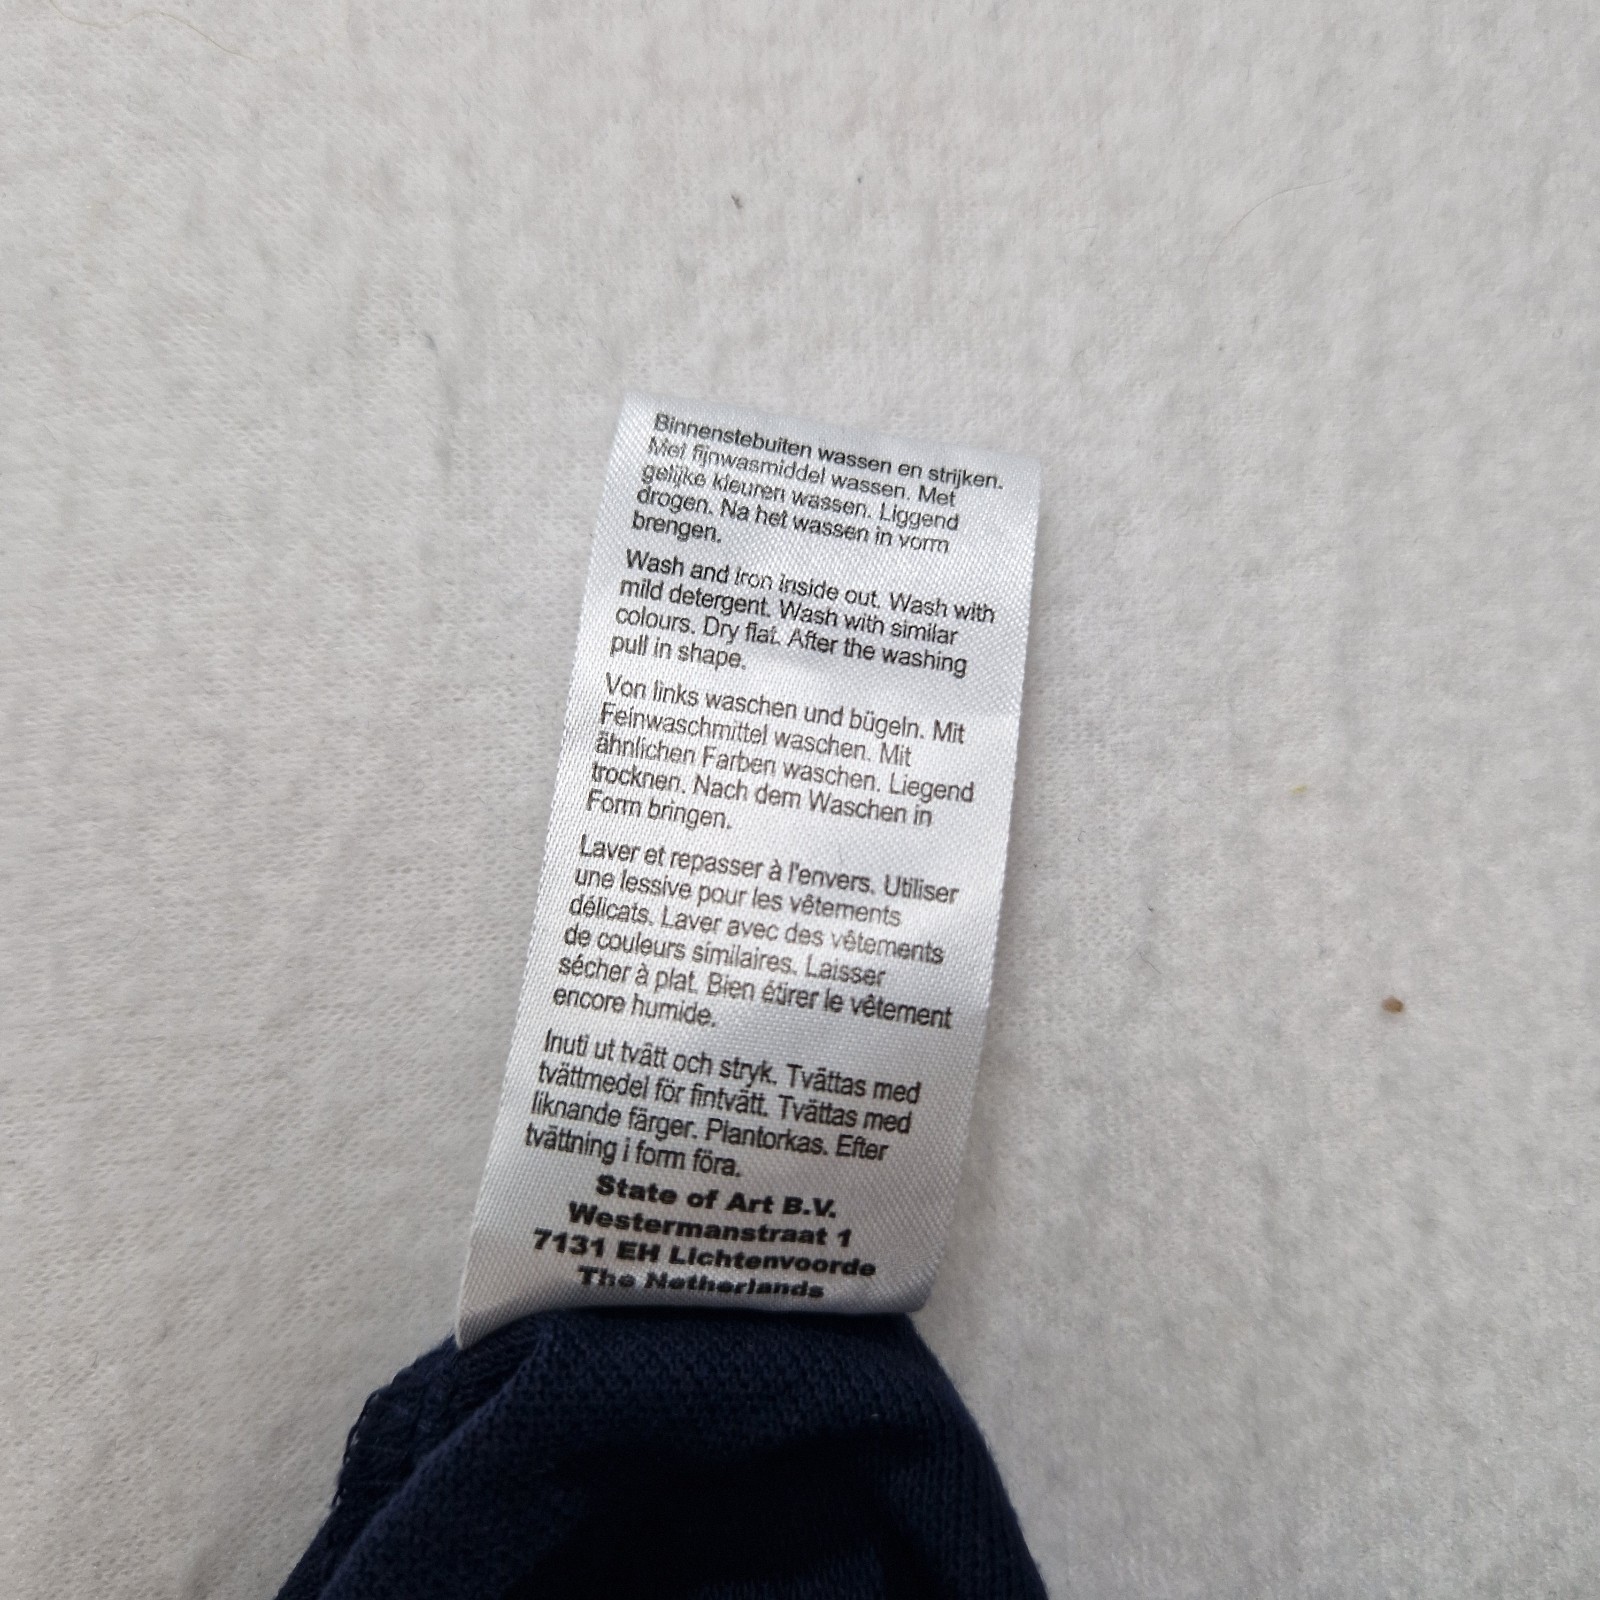 Binnenstebuiten wassen en strijken.
Met fijnwasmiddel wassen. Met
gelijke kleuren wassen. Liggend
drogen. Na het wassen in vorm
brengen.
Wash and iron inside out. Wash with
mild detergent. Wash with similar
colours. Dry flat. After the washing
pull in shape.
Von links waschen und bügeln. Mit
Feinwaschmittel waschen. Mit
ähnlichen Farben waschen. Liegend
trocknen. Nach dem Waschen in
Form bringen.
Laver et repasser à l'envers. Utiliser
une lessive pour les vêtements
délicats. Laver avec des vêtements
de couleurs similaires. Laisser
sécher à plat. Bien étirer le vêtement
encore humide.
Inuti ut tvätt och stryk. Tvättas med
tvättmedel för fintvätt. Tvättas med
liknande färger. Plantorkas. Efter
tvättning i form föra.
State of Art B.V.
Westermanstraat 1
7131 EH Lichtenvoorde
The Netherlands